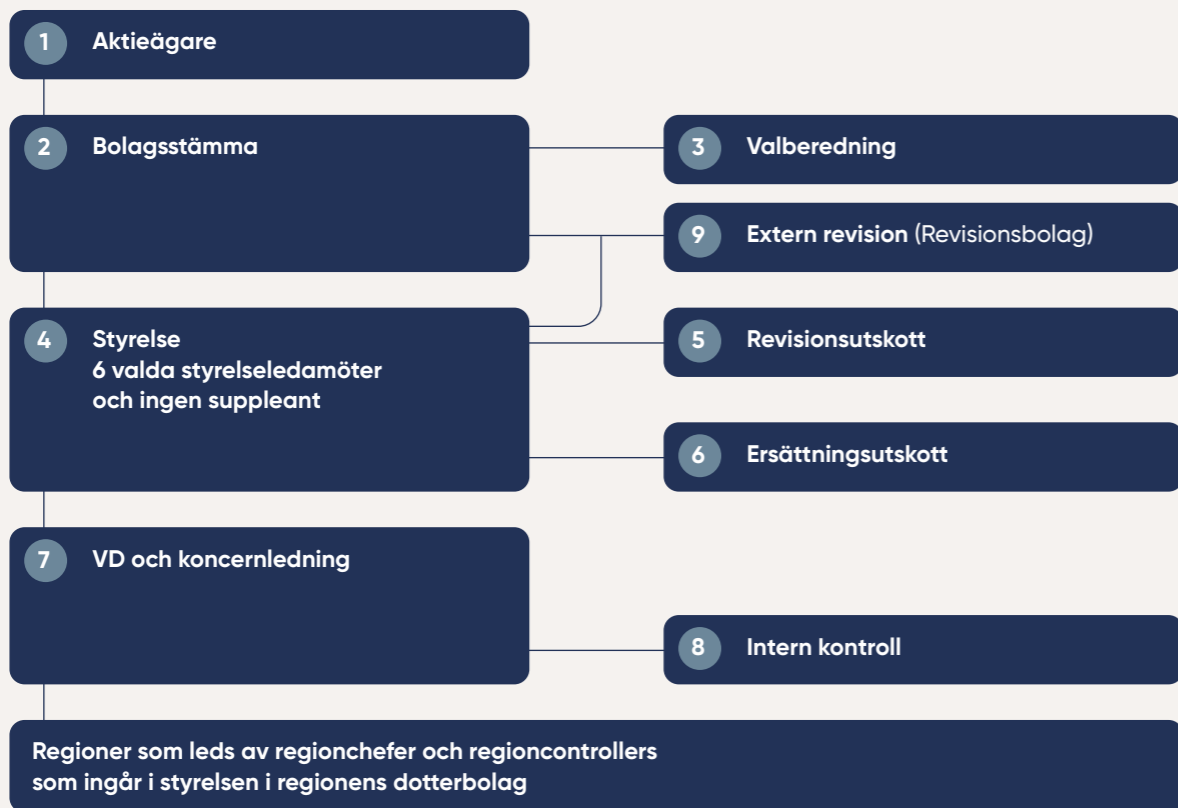 1 Aktieägare
2 Bolagsstämma
3 Valberedning
9 Extern revision (Revisionsbolag)
4 Styrelse
6 valda styrelseledamöter
och ingen suppleant
5 Revisionsutskott
6 Ersättningsutskott
7 VD och koncernledning
8 Intern kontroll
Regioner som leds av regionchefer och regioncontrollers
som ingår i styrelsen i regionens dotterbolag